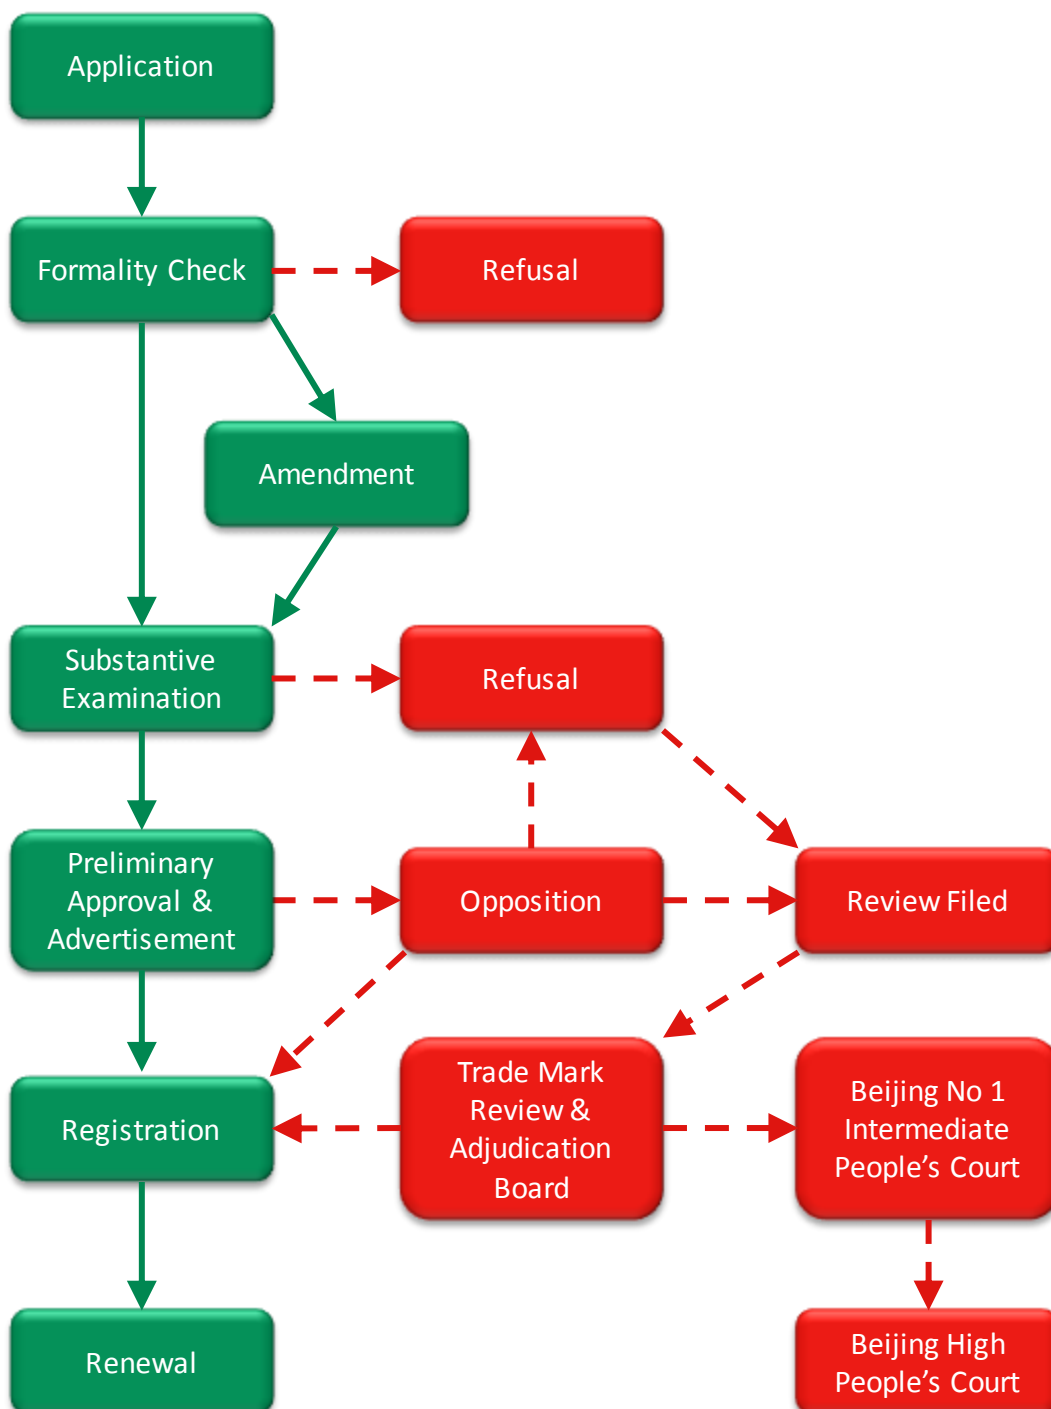 Application
Formality Check
Refusal
Amendment
Substantive
Examination
Refusal
Preliminary
Approval &
Advertisement
Opposition
Review Filed
Registration
Trade Mark
Review &
Adjudication
Board
Beijing No 1
Intermediate
People’s Court
Renewal
Beijing High
People’s Court